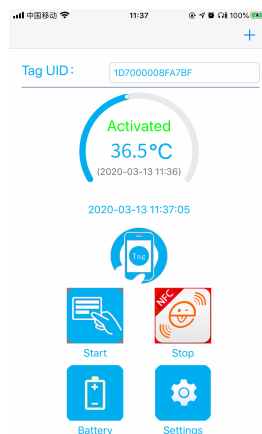 中国移动 11:37 100%
+
Tag UID: 1D7000008FA7BF
Activated
36.5℃
(2020-03-13 11:36)
2020-03-13 11:37:05
Tag
NFC
Start Stop
Battery Settings